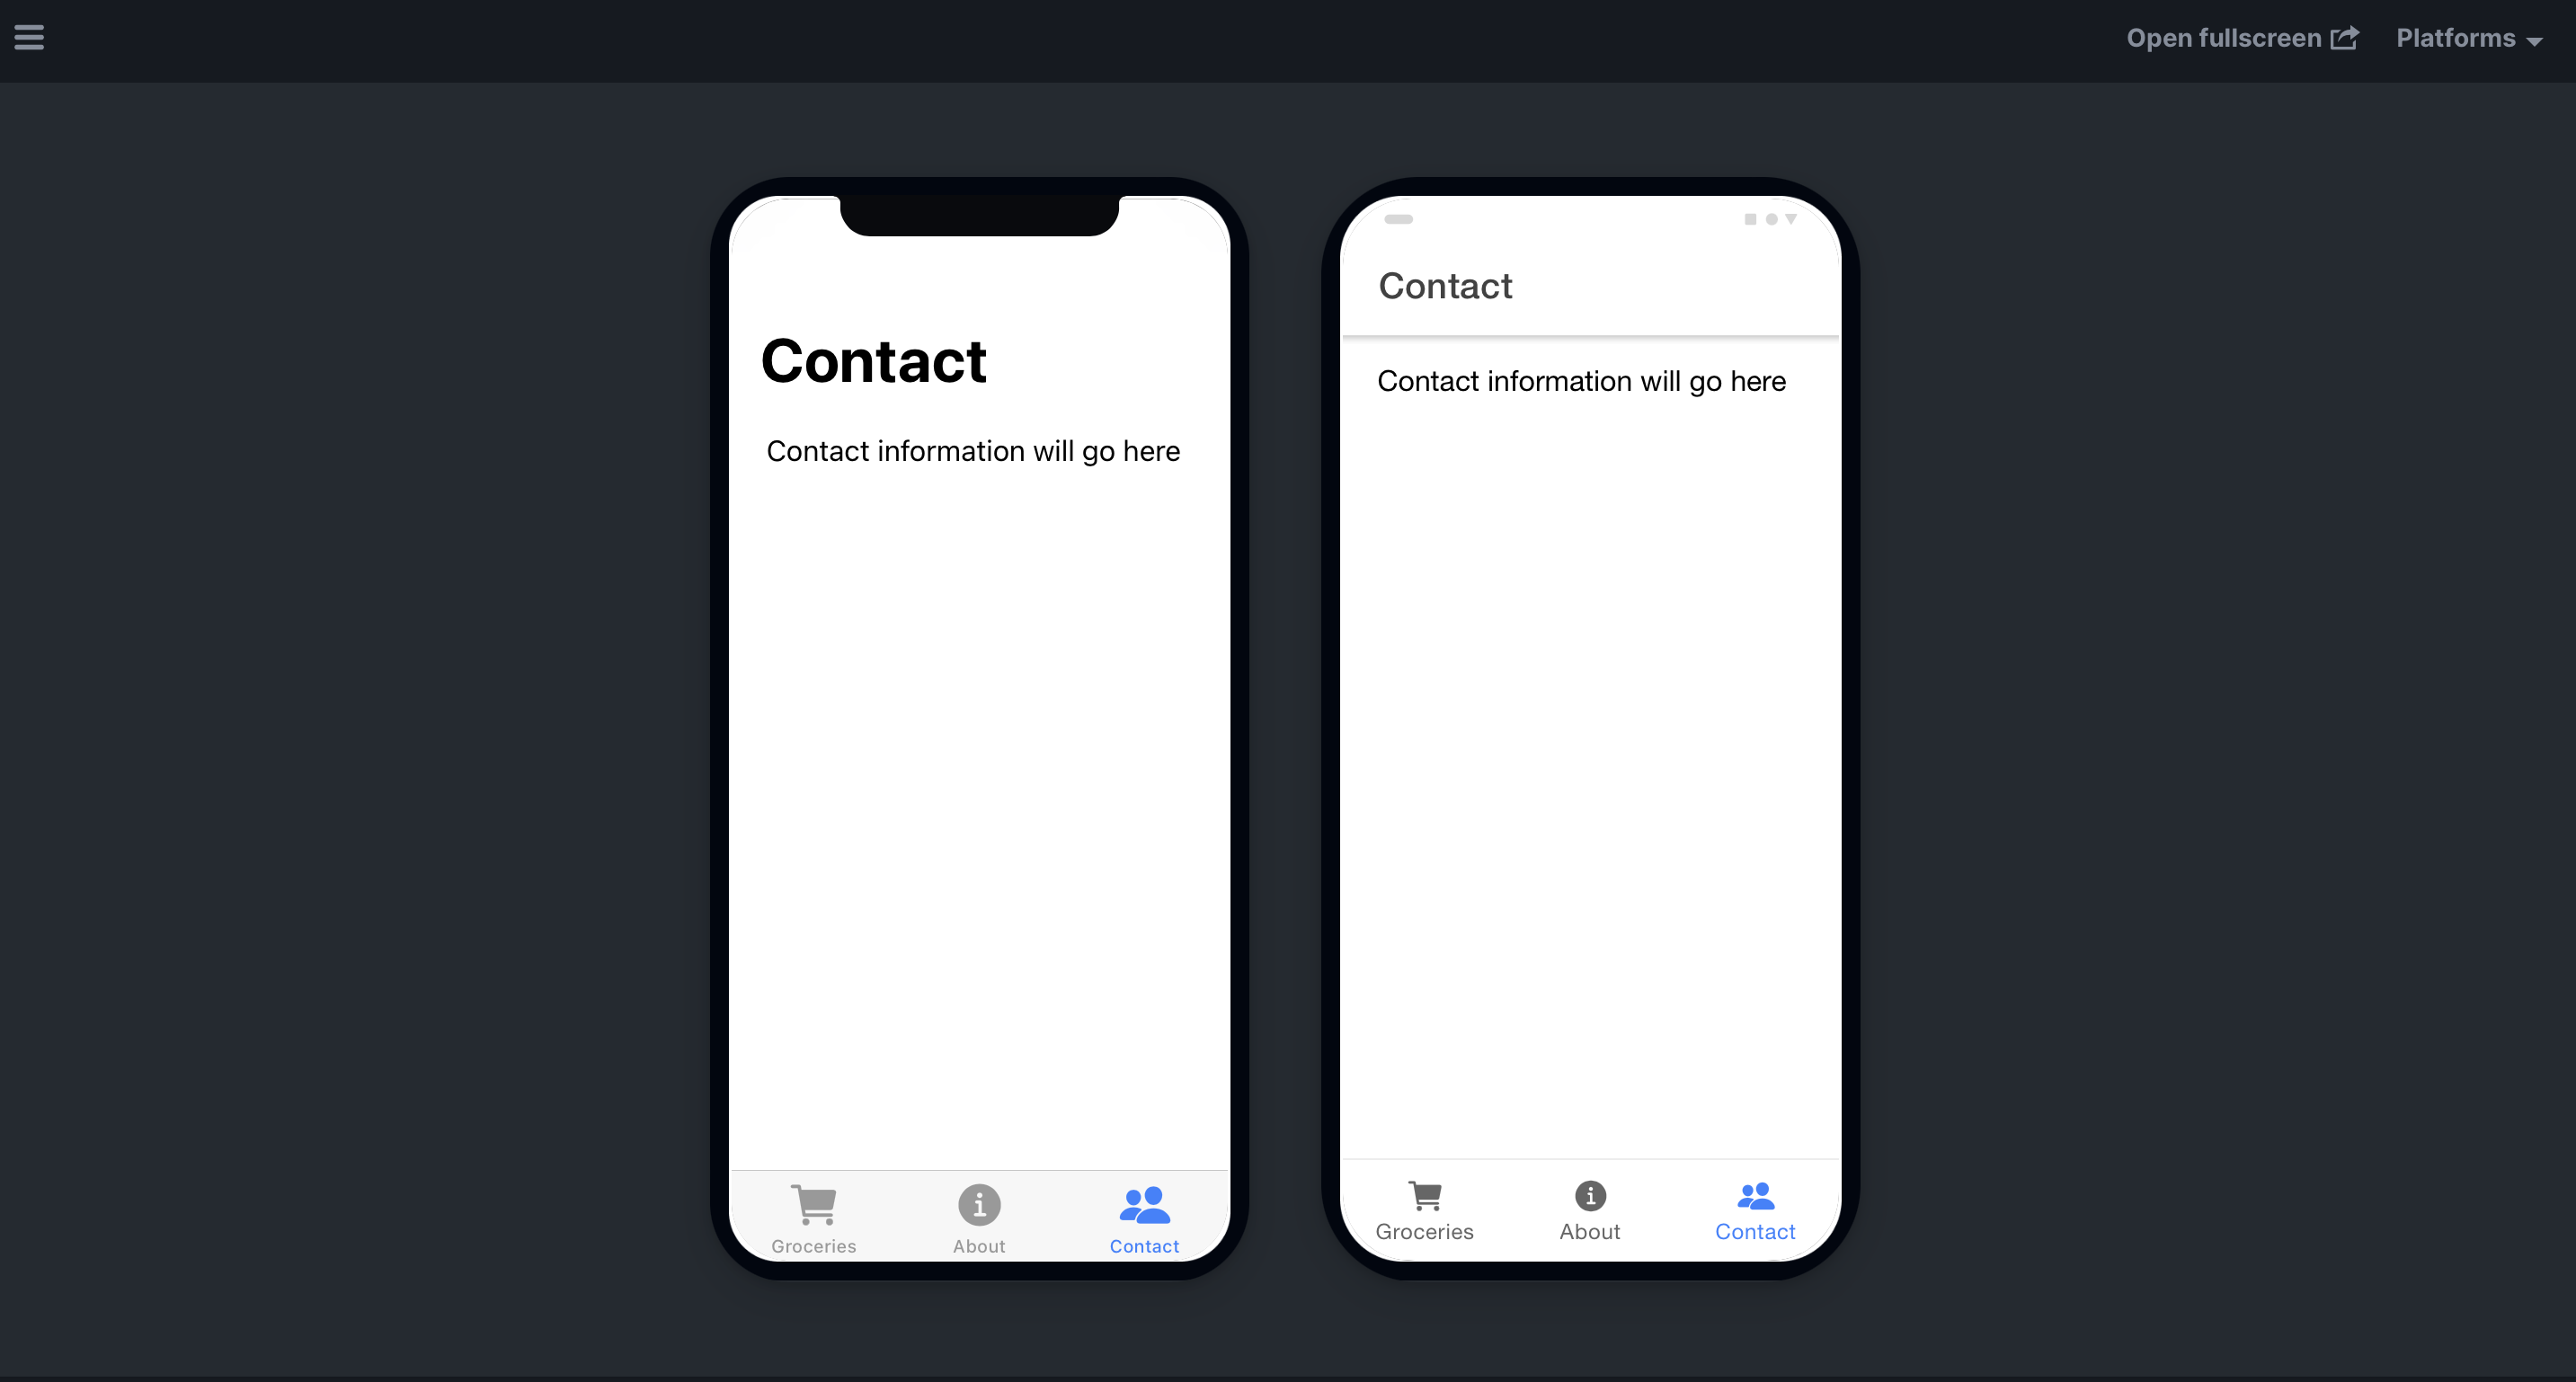 Open fullscreen Platforms
Contact
Contact information will go here
Groceries About Contact
Contact
Contact information will go here
Groceries About Contact